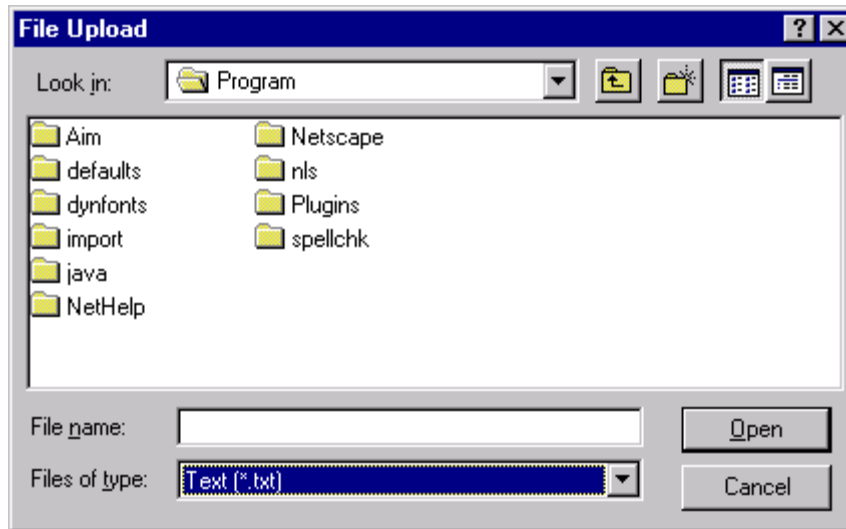 File Upload
Look in:
Program
Aim
defaults
dynfonts
import
java
NetHelp
Netscape
nls
Plugins
spellchk
File name:
Open
Files of type:
Text (*.txt)
Cancel